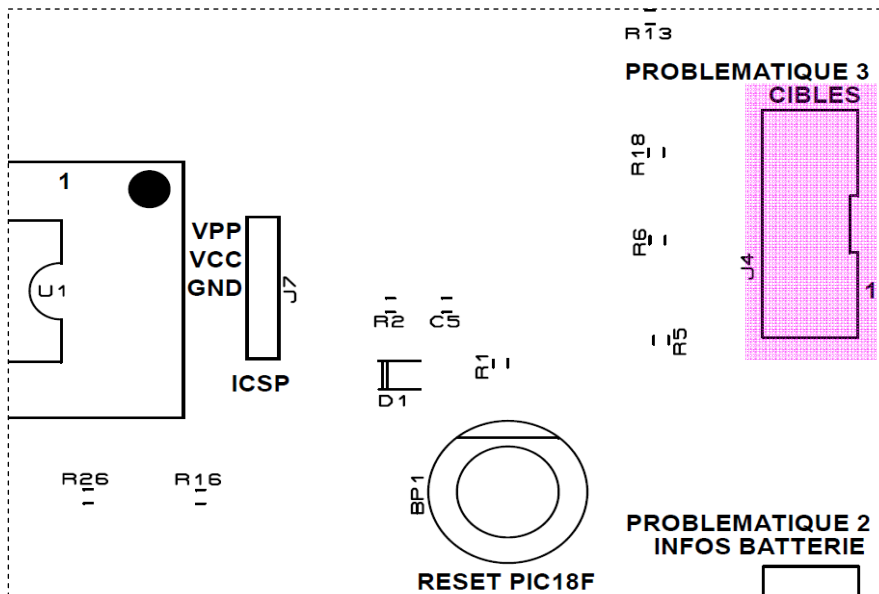 R13
PROBLEMATIQUE 3
CIBLES
R18
1
VPP
R6
VCC
J4
GND
J7
U1
1
R2
C5
R5
R1
ICSP
D1
R26
R16
BP1
PROBLEMATIQUE 2
INFOS BATTERIE
RESET PIC18F